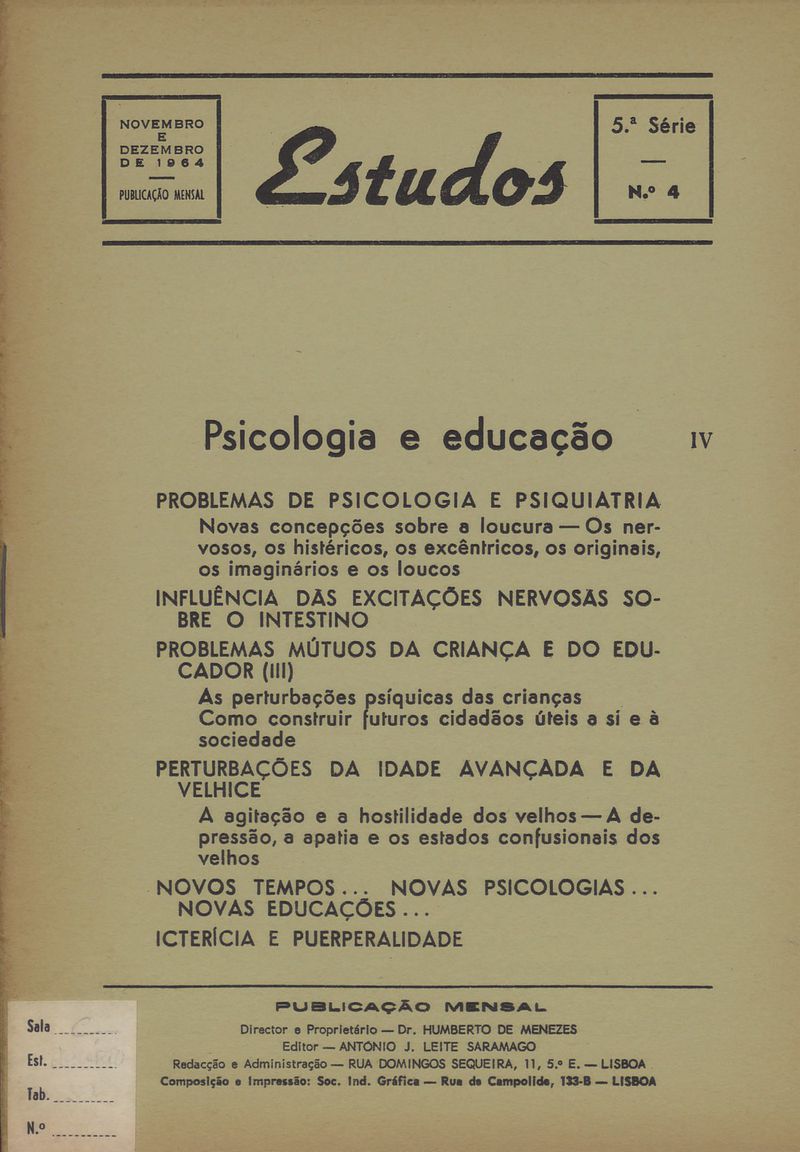 NOVEMBRO
E
DEZEMBRO
DE 1964
PUBLICAÇÃO MENSAL
Estudos
5.ª Série
N.º 4
Psicologia e educação IV
PROBLEMAS DE PSICOLOGIA E PSIQUIATRIA
Novas concepções sobre a loucura — Os ner-
vosos, os histéricos, os excêntricos, os originais,
os imaginários e os loucos
INFLUÊNCIA DAS EXCITAÇÕES NERVOSAS SO-
BRE O INTESTINO
PROBLEMAS MÚTUOS DA CRIANÇA E DO EDU-
CADOR (III)
As perturbações psíquicas das crianças
Como construir futuros cidadãos úteis a si e à
sociedade
PERTURBAÇÕES DA IDADE AVANÇADA E DA
VELHICE
A agitação e a hostilidade dos velhos — A de-
pressão, a apatia e os estados confusionais dos
velhos
NOVOS TEMPOS... NOVAS PSICOLOGIAS...
NOVAS EDUCAÇÕES...
ICTERÍCIA E PUERPERALIDADE
PUBLICAÇÃO MENSAL
Director e Proprietário — Dr. HUMBERTO DE MENEZES
Editor — ANTÓNIO J. LEITE SARAMAGO
Redacção e Administração — RUA DOMINGOS SEQUEIRA, 11, 5.º E. — LISBOA
Composição e Impressão: Soc. Ind. Gráfica — Rua de Campolide, 133-B — LISBOA
Sala
Est.
Tab.
N.º